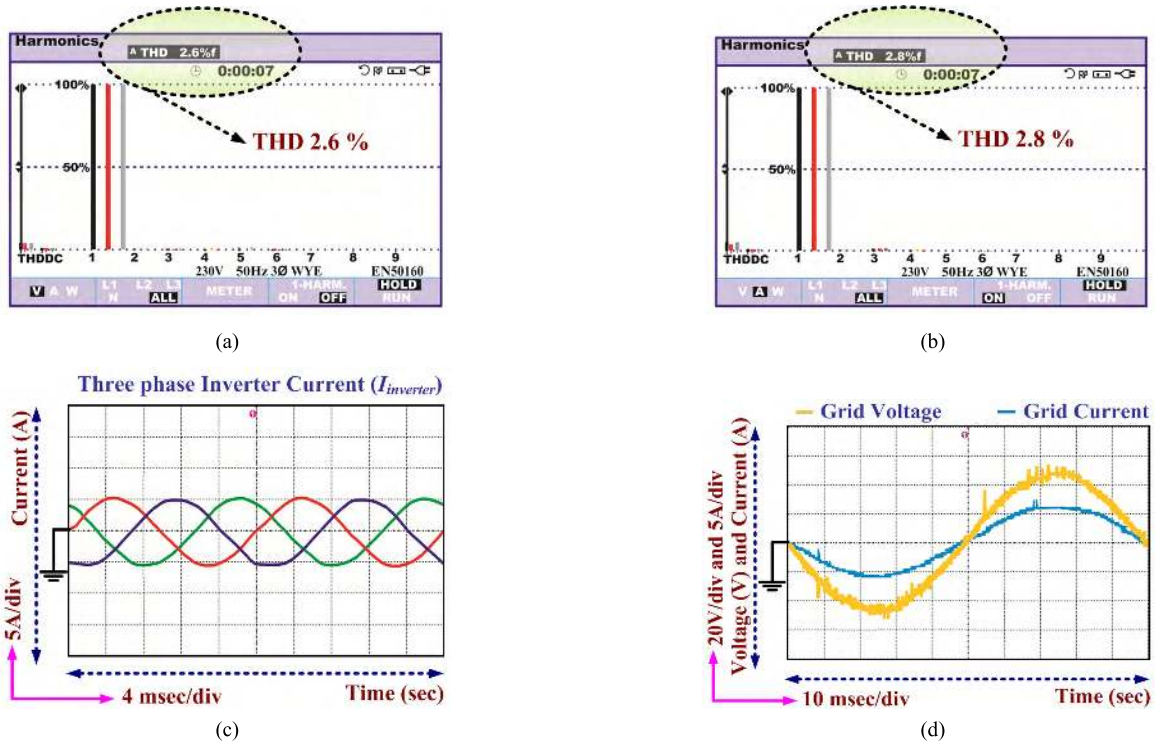 Harmonics
A THD 2.6%f
0:00:07
100%
THD 2.6 %
50%
THDDC 1 2 3 4 5 6 7 8 9
230V 50Hz 3Ø WYE EN50160
V A W L1 L2 L3 N ALL METER 1-HARM. ON OFF HOLD RUN
(a)
Harmonics
A THD 2.8%f
0:00:07
100%
THD 2.8 %
50%
THDDC 1 2 3 4 5 6 7 8 9
230V 50Hz 3Ø WYE EN50160
V A W L1 L2 L3 N ALL METER 1-HARM. ON OFF HOLD RUN
(b)
Three phase Inverter Current (Iinverter)
Current (A)
5A/div
4 msec/div
Time (sec)
(c)
Grid Voltage
Grid Current
20V/div and 5A/div
Voltage (V) and Current (A)
10 msec/div
Time (sec)
(d)